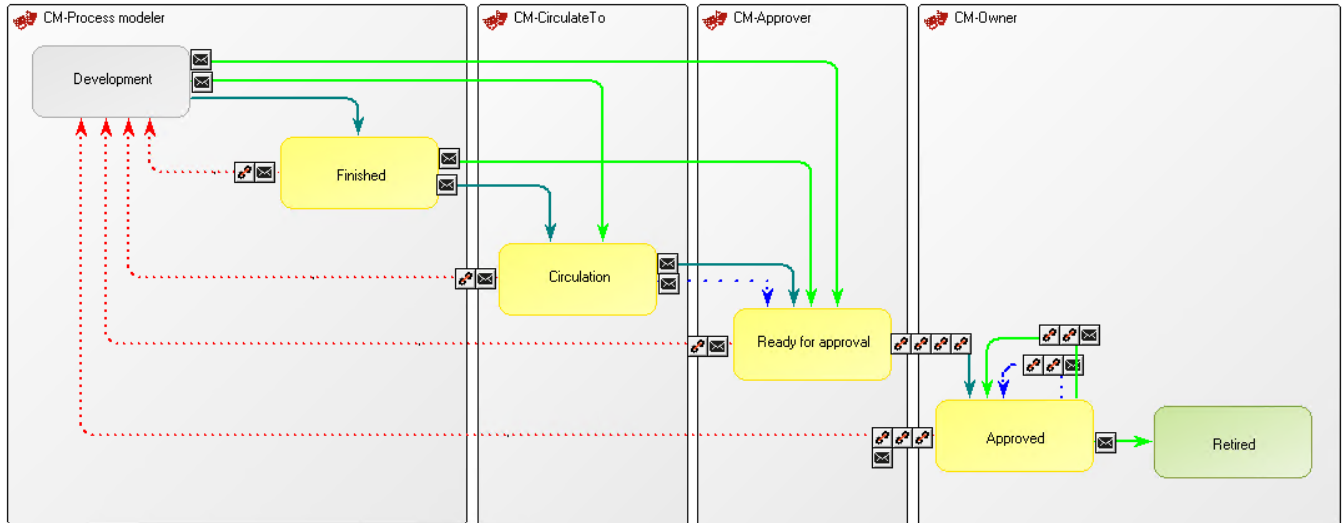 CM-Process modeler
CM-CirculateTo
CM-Approver
CM-Owner
Development
Finished
Circulation
Ready for approval
Approved
Retired